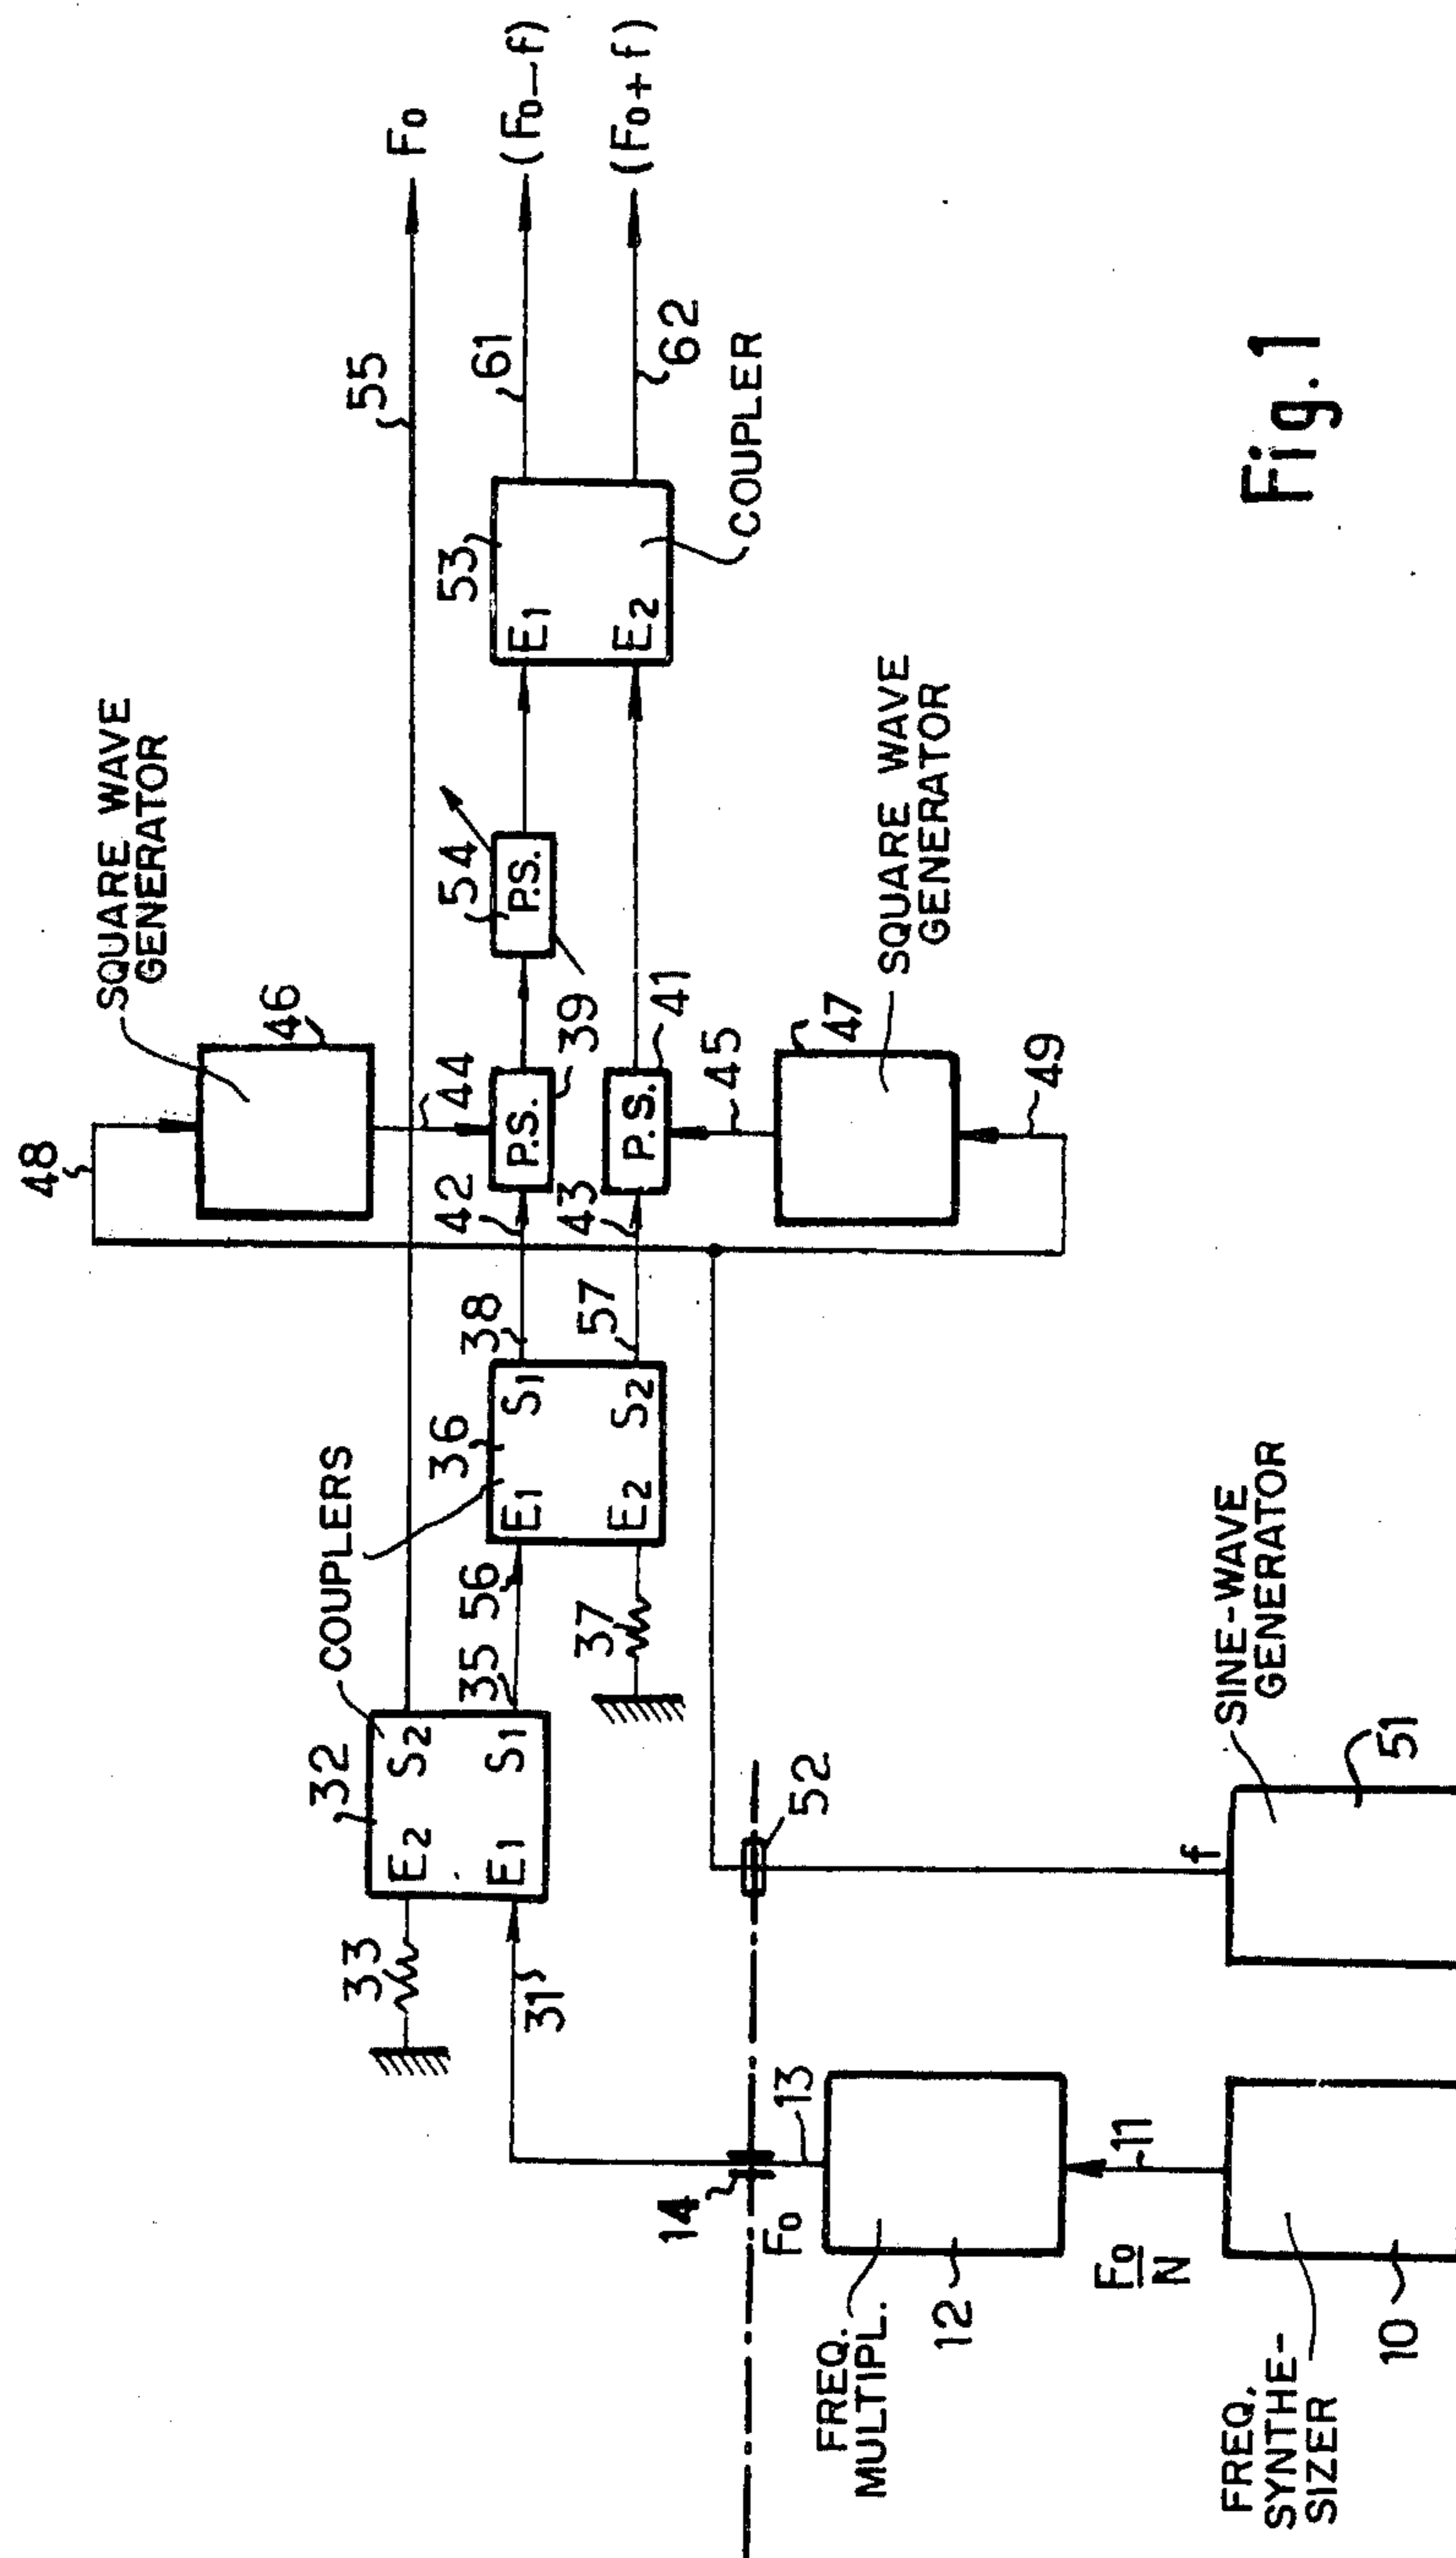 48
SQUARE WAVE
GENERATOR
46
55
F0
44
32
COUPLERS
33
E2
S2
E1
S1
35
56
36
E1
S1
E2
S2
37
38
42
57
43
P.S.
39
P.S.
41
54
P.S.
53
E1
E2
COUPLER
61
62
(F0−f)
(F0+f)
31
45
47
SQUARE WAVE
GENERATOR
49
14
F0
13
52
FREQ.
MULTIPL.
12
F0
N
11
f
SINE-WAVE
GENERATOR
51
FREQ.
SYNTHE-
SIZER
10
Fig. 1